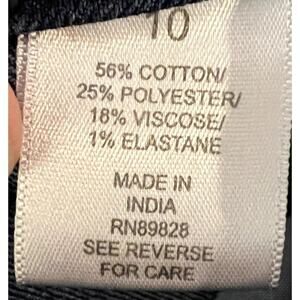 10
56% COTTON/
25% POLYESTER/
18% VISCOSE/
1% ELASTANE
MADE IN
INDIA
RN89828
SEE REVERSE
FOR CARE